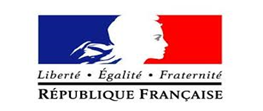 Liberté • Égalité • Fraternité
RÉPUBLIQUE FRANÇAISE